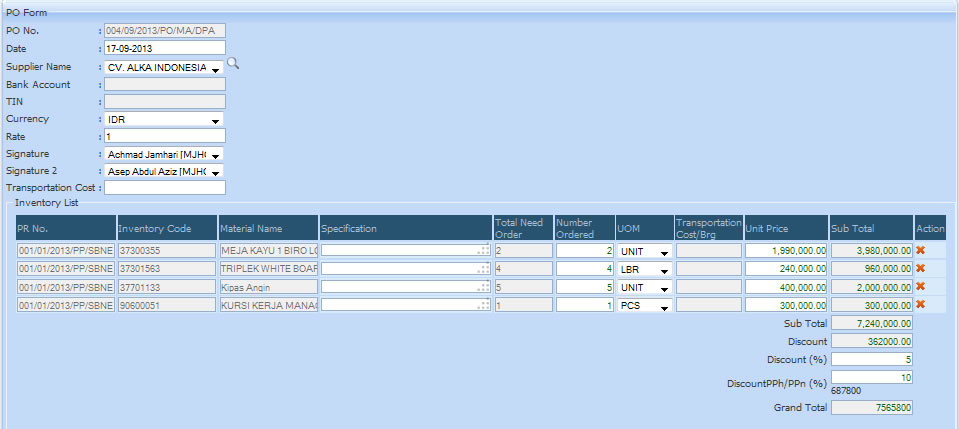 PO Form
PO No. : 004/09/2013/PO/MA/DPA
Date : 17-09-2013
Supplier Name : CV. ALKA INDONESIA
Bank Account :
TIN :
Currency : IDR
Rate : 1
Signature : Achmad Jamhari [MJH(
Signature 2 : Asep Abdul Aziz [MJH(
Transportation Cost :
Inventory List
PR No. Inventory Code Material Name Specification Total Need Order Number Ordered UOM Transportation Cost/Brg Unit Price Sub Total Action
001/01/2013/PP/SBNE 37300355 MEJA KAYU 1 BIRO LO 2 2 UNIT 1,990,000.00 3,980,000.00
001/01/2013/PP/SBNE 37301563 TRIPLEK WHITE BOAR 4 4 LBR 240,000.00 960,000.00
001/01/2013/PP/SBNE 37701133 Kipas Angin 5 5 UNIT 400,000.00 2,000,000.00
001/01/2013/PP/SBNE 90600051 KURSI KERJA MANAG 1 1 PCS 300,000.00 300,000.00
Sub Total 7,240,000.00
Discount 362000.00
Discount (%) 5
DiscountPPh/PPn (%) 10
687800
Grand Total 7565800